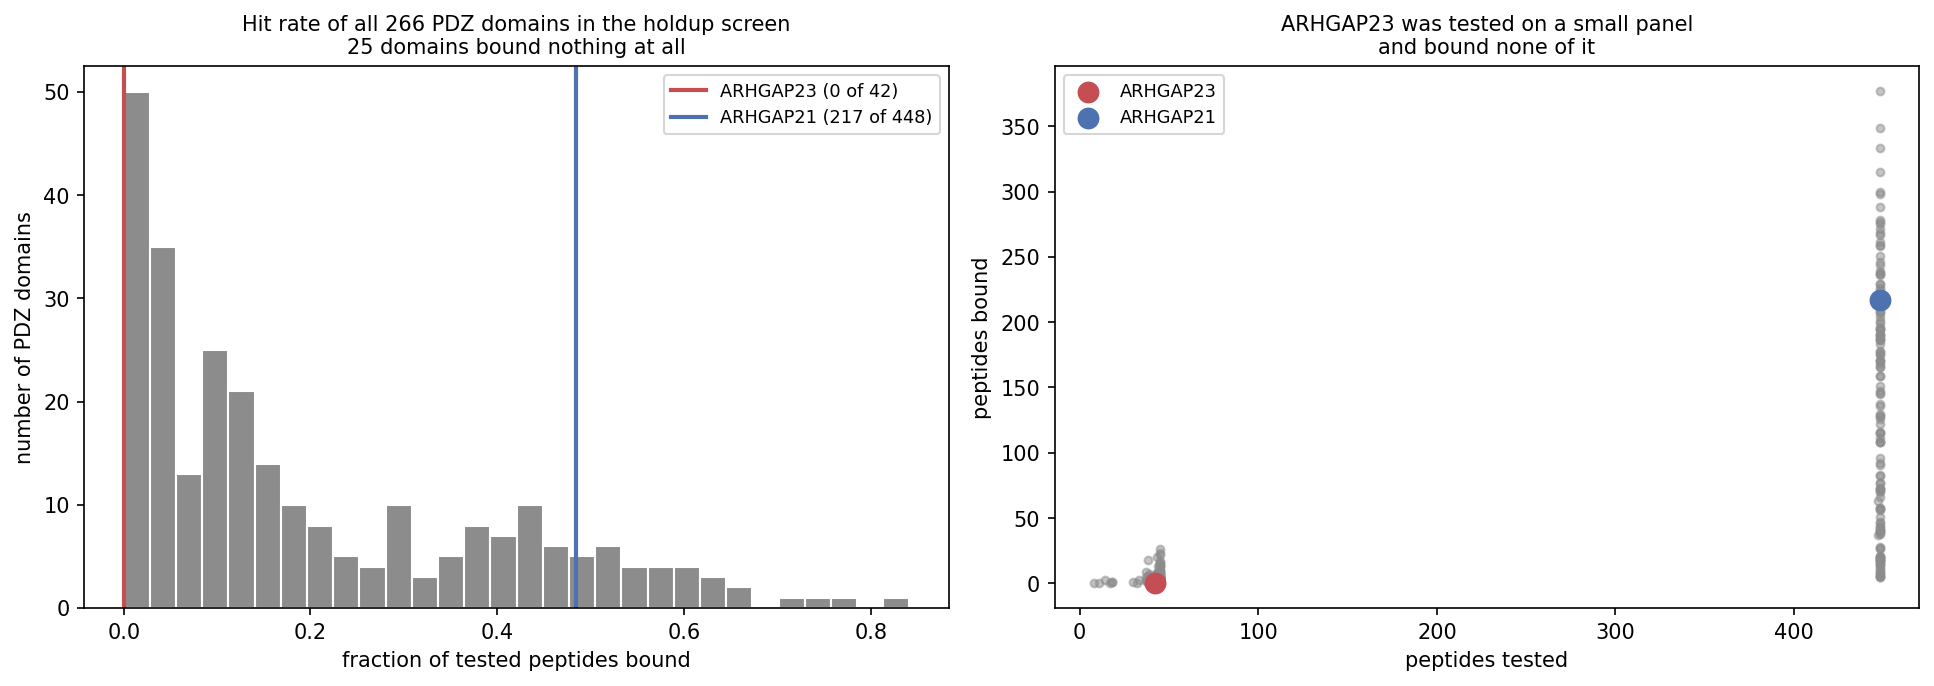 Hit rate of all 266 PDZ domains in the holdup screen
25 domains bound nothing at all
ARHGAP23 (0 of 42)
ARHGAP21 (217 of 448)
50
40
30
20
10
0
number of PDZ domains
0.0
0.2
0.4
0.6
0.8
fraction of tested peptides bound
ARHGAP23 was tested on a small panel
and bound none of it
ARHGAP23
ARHGAP21
350
300
250
200
150
100
50
0
peptides bound
0
100
200
300
400
peptides tested